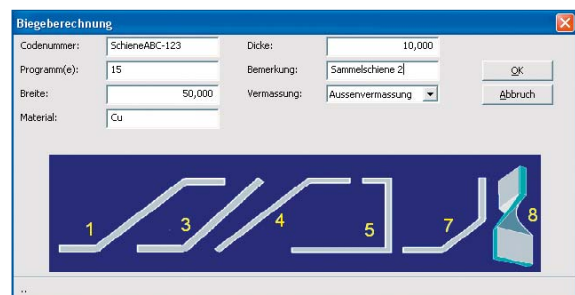 Biegeberechnung
Codenummer: SchieneABC-123 Dicke: 10,000
Programm(e): 15 Bemerkung: Sammelschiene 2 OK
Breite: 50,000 Vermassung: Aussenvermassung Abbruch
Material: Cu
1 3 4 5 7 8
..